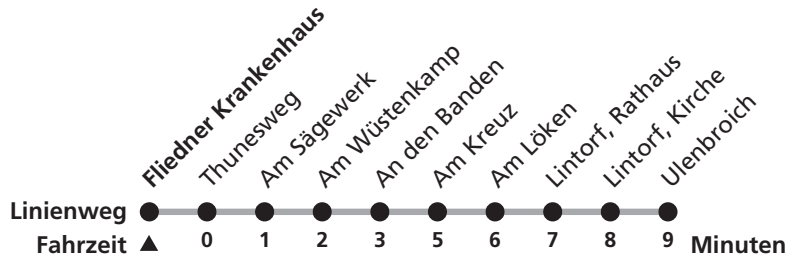 Fliedner Krankenhaus
Thunesweg
Am Sägewerk
Am Wüstenkamp
An den Banden
Am Kreuz
Am Löken
Lintorf, Rathaus
Lintorf, Kirche
Ulenbroich
Linienweg
Fahrzeit ▲ 0 1 2 3 5 6 7 8 9 Minuten